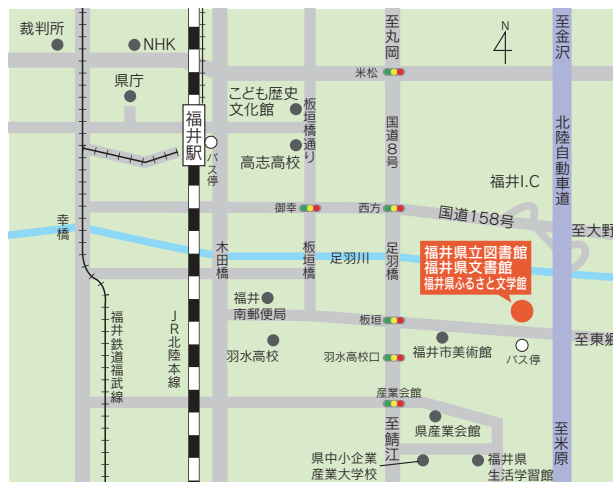 裁判所
NHK
県庁
福井駅
バス停
こども歴史
文化館
高志高校
板垣橋通り
至丸岡
米松
国道8号
N
至金沢
北陸自動車道
福井I.C
国道158号
至大野
御幸
西方
幸橋
木田橋
板垣橋
足羽川
足羽橋
福井県立図書館
福井県文書館
福井県ふるさと文学館
福井
南郵便局
羽水高校
板垣
羽水高校口
福井市美術館
バス停
至東郷
福井鉄道福武線
JR北陸本線
産業会館
至鯖江
県産業会館
県中小企業
産業大学校
福井県
生活学習館
至米原